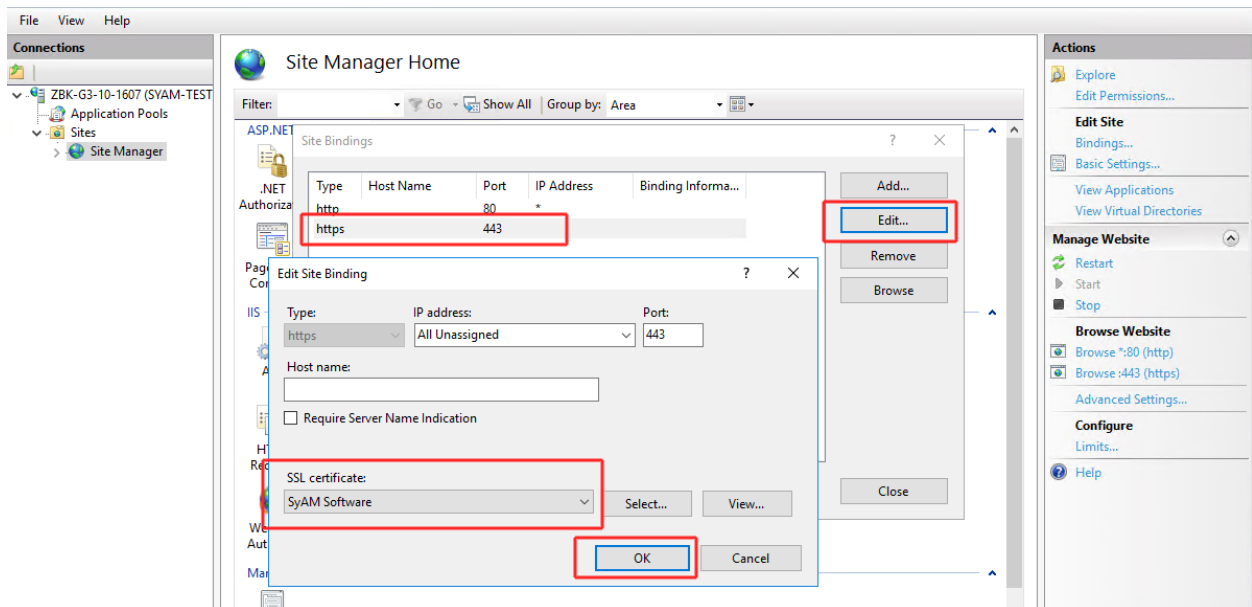 File View Help
Connections
ZBK-G3-10-1607 (SYAM-TEST
Application Pools
Sites
Site Manager
Site Manager Home
Filter: Go Show All Group by: Area
ASP.NET
.NET
Authoriza
Site Bindings ?
Type Host Name Port IP Address Binding Informa...
http 80 *
https 443
Add...
Edit...
Remove
Browse
Close
Edit Site Binding ?
Type: IP address: Port:
https All Unassigned 443
Host name:
Require Server Name Indication
SSL certificate:
SyAM Software Select... View...
OK Cancel
Page
Cor
IIS
A
HT
Rec
We
Aut
Mar
Actions
Explore
Edit Permissions...
Edit Site
Bindings...
Basic Settings...
View Applications
View Virtual Directories
Manage Website
Restart
Start
Stop
Browse Website
Browse *:80 (http)
Browse :443 (https)
Advanced Settings...
Configure
Limits...
Help